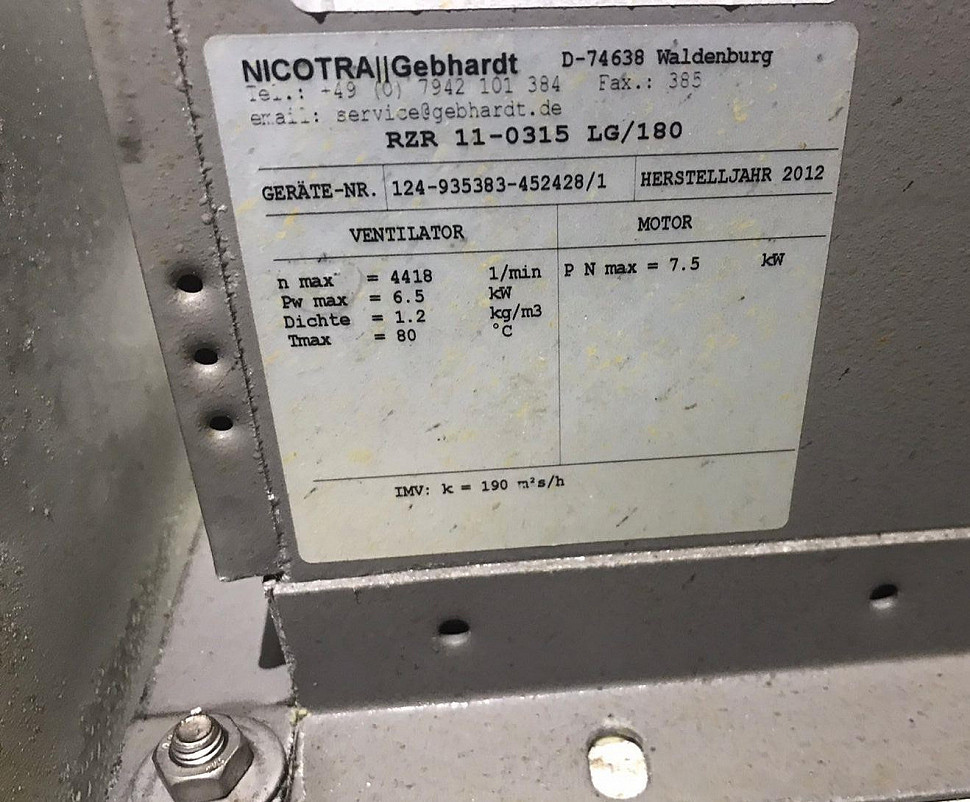 NICOTRA||Gebhardt D-74638 Waldenburg
Tel.: +49 (0) 7942 101 384 Fax.: 385
email: service@gebhardt.de
RZR 11-0315 LG/180
GERÄTE-NR. 124-935383-452428/1 HERSTELLJAHR 2012
VENTILATOR MOTOR
n max = 4418 1/min P N max = 7.5 kW
Pw max = 6.5 kW
Dichte = 1.2 kg/m3
Tmax = 80 °C
IMV: k = 190 m²s/h